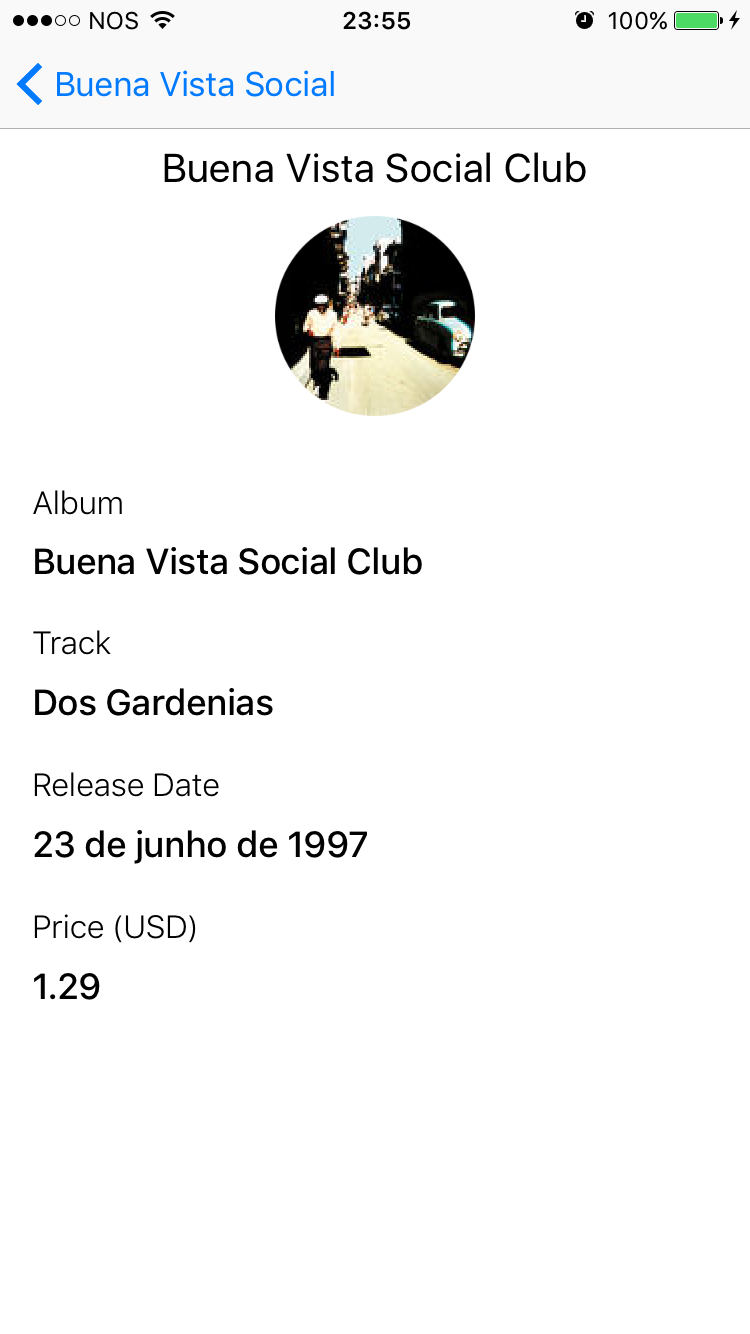 NOS 23:55 100%
Buena Vista Social
Buena Vista Social Club
Album
Buena Vista Social Club
Track
Dos Gardenias
Release Date
23 de junho de 1997
Price (USD)
1.29